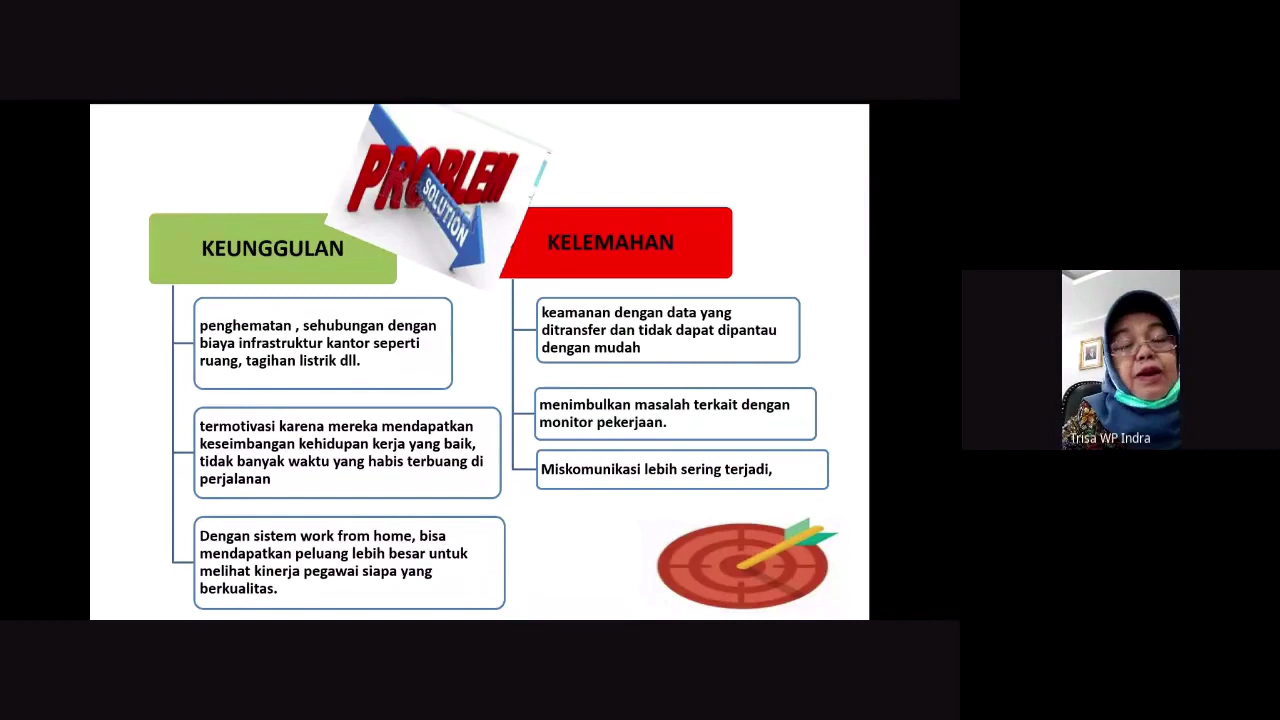 PROBLEM
SOLUTION
KEUNGGULAN
penghematan , sehubungan dengan
biaya infrastruktur kantor seperti
ruang, tagihan listrik dll.
termotivasi karena mereka mendapatkan
keseimbangan kehidupan kerja yang baik,
tidak banyak waktu yang habis terbuang di
perjalanan
Dengan sistem work from home, bisa
mendapatkan peluang lebih besar untuk
melihat kinerja pegawai siapa yang
berkualitas.
KELEMAHAN
keamanan dengan data yang
ditransfer dan tidak dapat dipantau
dengan mudah
menimbulkan masalah terkait dengan
monitor pekerjaan.
Miskomunikasi lebih sering terjadi,
Trisa WP Indra